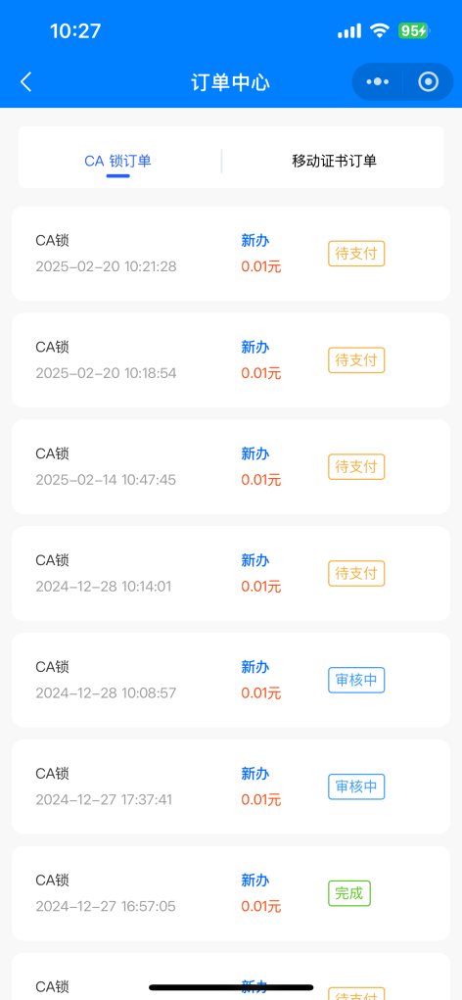 10:27
95
订单中心
CA 锁订单
移动证书订单
CA锁 新办
待支付
2025-02-20 10:21:28 0.01元
CA锁 新办
待支付
2025-02-20 10:18:54 0.01元
CA锁 新办
待支付
2025-02-14 10:47:45 0.01元
CA锁 新办
待支付
2024-12-28 10:14:01 0.01元
CA锁 新办
审核中
2024-12-28 10:08:57 0.01元
CA锁 新办
审核中
2024-12-27 17:37:41 0.01元
CA锁 新办
完成
2024-12-27 16:57:05 0.01元
CA锁 新办
待支付